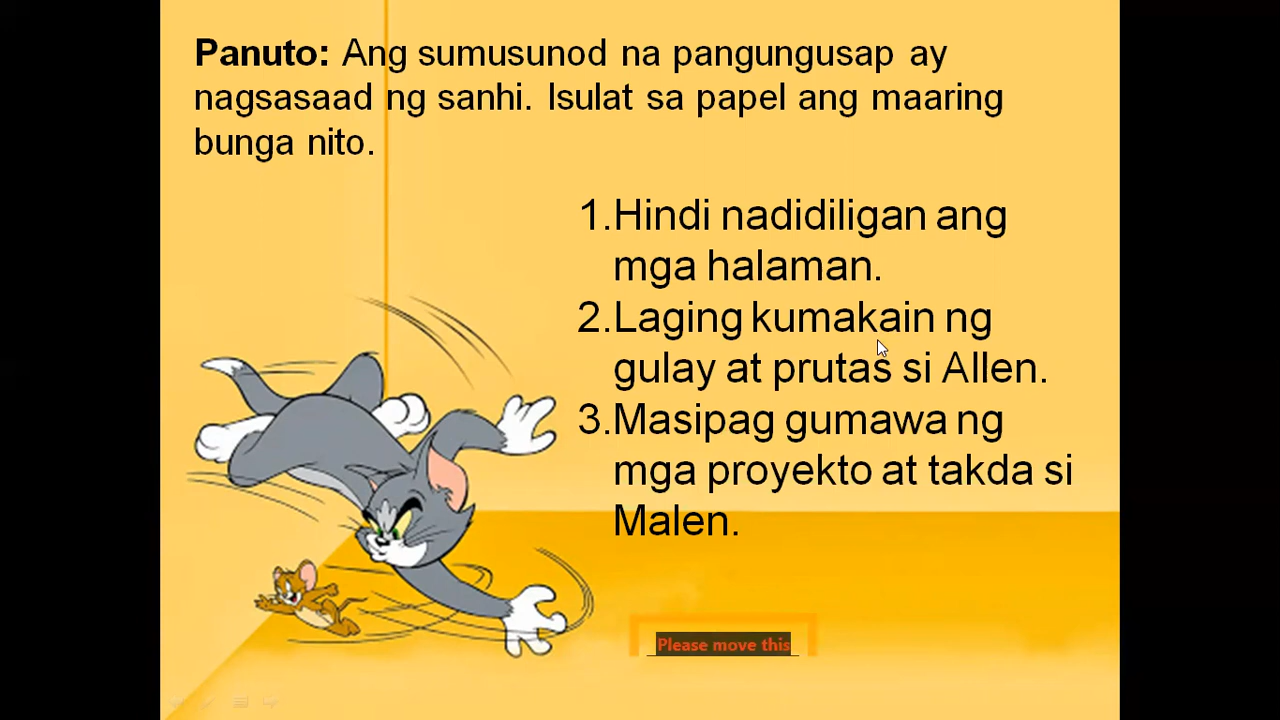 Panuto: Ang sumusunod na pangungusap ay
nagsasaad ng sanhi. Isulat sa papel ang maaring
bunga nito.
1.Hindi nadidiligan ang
mga halaman.
2.Laging kumakain ng
gulay at prutas si Allen.
3.Masipag gumawa ng
mga proyekto at takda si
Malen.
Please move this